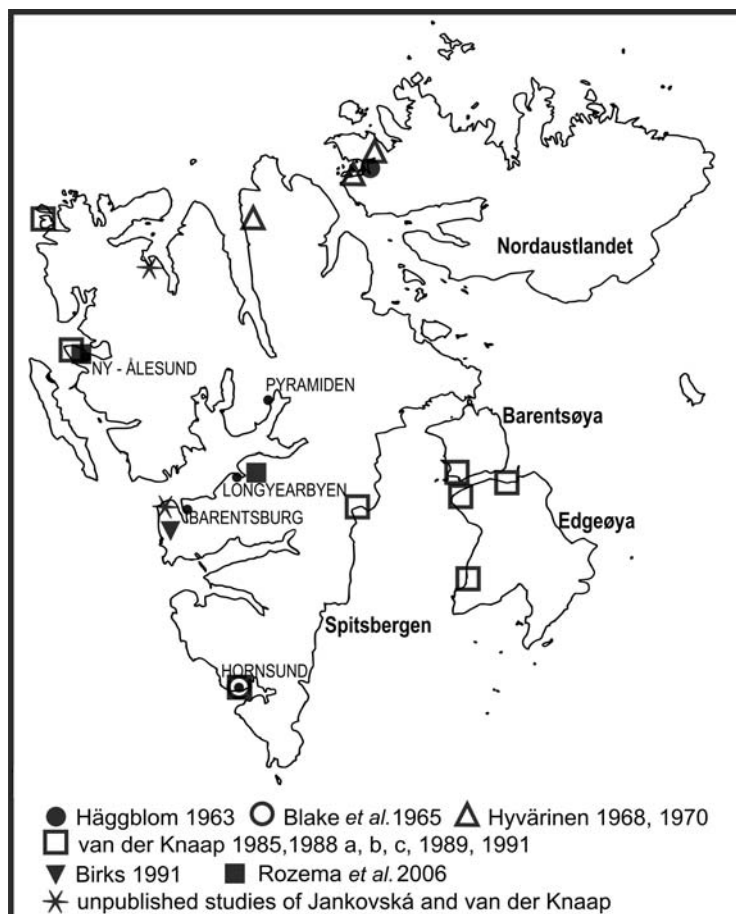 Nordaustlandet
NY - ÅLESUND
PYRAMIDEN
Barentsøya
LONGYEARBYEN
BARENTSBURG
Edgeøya
Spitsbergen
HORNSUND
Häggblom 1963 Blake et al.1965 Hyvärinen 1968, 1970
van der Knaap 1985,1988 a, b, c, 1989, 1991
Birks 1991 Rozema et al.2006
unpublished studies of Jankovská and van der Knaap